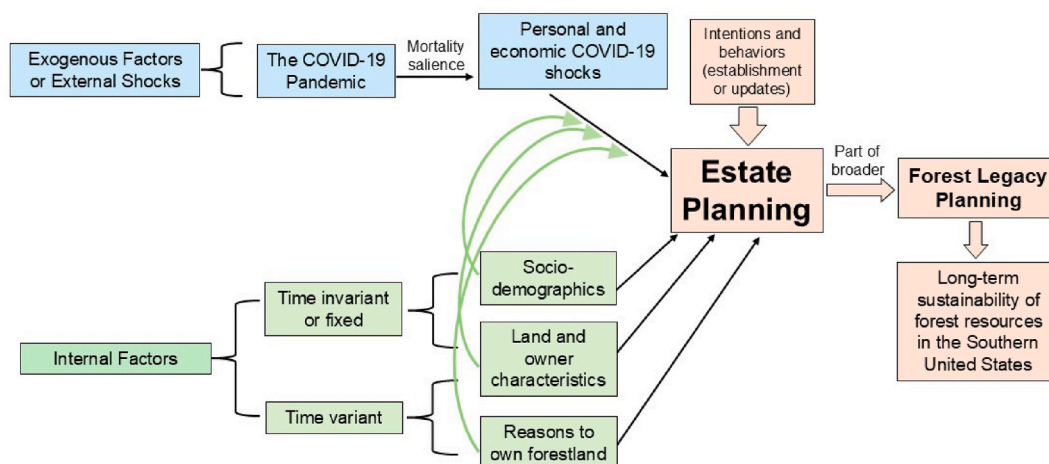 Exogenous Factors
or External Shocks
The COVID-19
Pandemic
Mortality
salience
Personal and
economic COVID-19
shocks
Intentions and
behaviors
(establishment
or updates)
Estate
Planning
Part of
broader
Forest Legacy
Planning
Long-term
sustainability of
forest resources
in the Southern
United States
Internal Factors
Time invariant
or fixed
Time variant
Socio-
demographics
Land and
owner
characteristics
Reasons to
own forestland